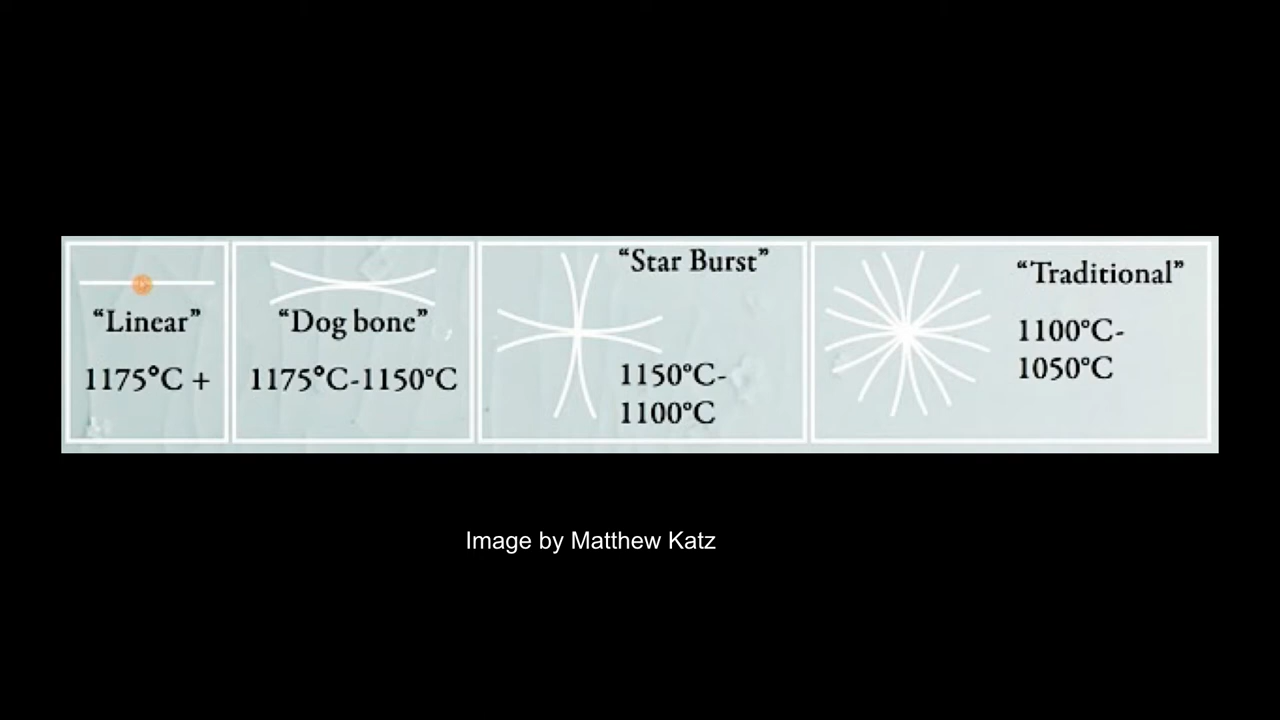 “Linear”
1175°C +
“Dog bone”
1175°C-1150°C
“Star Burst”
1150°C-
1100°C
“Traditional”
1100°C-
1050°C
Image by Matthew Katz